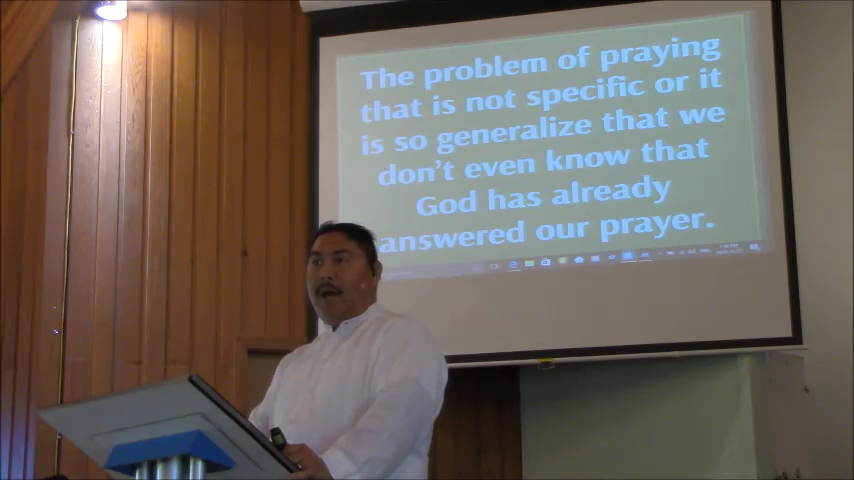 The problem of praying
that is not specific or it
is so generalize that we
don't even know that
God has already
answered our prayer.